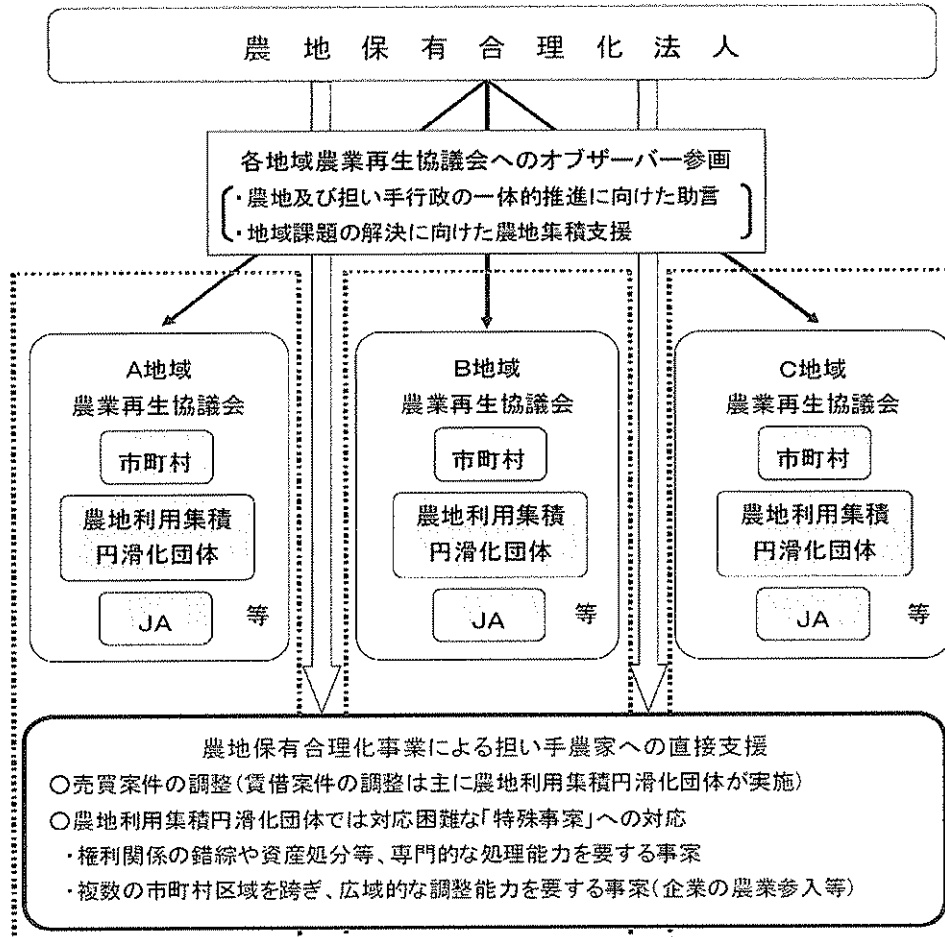 農地保有合理化法人
各地域農業再生協議会へのオブザーバー参画
・農地及び担い手行政の一体的推進に向けた助言
・地域課題の解決に向けた農地集積支援
A地域
農業再生協議会
市町村
農地利用集積
円滑化団体
JA
等
B地域
農業再生協議会
市町村
農地利用集積
円滑化団体
JA
等
C地域
農業再生協議会
市町村
農地利用集積
円滑化団体
JA
等
農地保有合理化事業による担い手農家への直接支援
○売買案件の調整(賃借案件の調整は主に農地利用集積円滑化団体が実施)
○農地利用集積円滑化団体では対応困難な「特殊事案」への対応
・権利関係の錯綜や資産処分等、専門的な処理能力を要する事案
・複数の市町村区域を跨ぎ、広域的な調整能力を要する事案(企業の農業参入等)